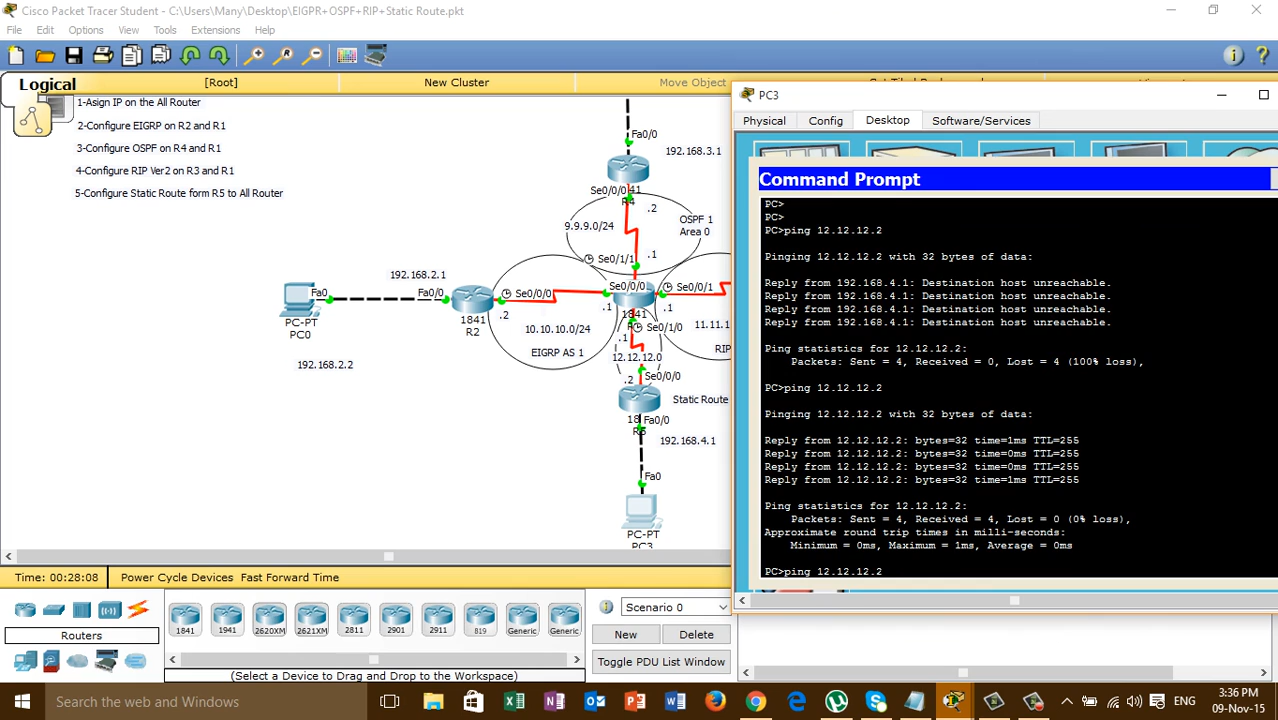 Cisco Packet Tracer Student - C:\Users\Many\Desktop\EIGPR+OSPF+RIP+Static Route.pkt
File Edit Options View Tools Extensions Help
Logical [Root] New Cluster Move Object
1-Asign IP on the All Router
2-Configure EIGRP on R2 and R1
3-Configure OSPF on R4 and R1
4-Configure RIP Ver2 on R3 and R1
5-Configure Static Route form R5 to All Router
Fa0/0
192.168.3.1
Se0/0/0
R4
.2
OSPF 1
Area 0
9.9.9.0/24
.1
Se0/1/1
192.168.2.1
Fa0
Fa0/0
Se0/0/0
Se0/0/0
Se0/0/1
.2
.1
.1
PC-PT
PC0
1841
R2
10.10.10.0/24
1841
Se0/1/0
11.11.1
EIGRP AS 1
.1
RIP
12.12.12.0
192.168.2.2
.2
Se0/0/0
Static Route
Fa0/0
192.168.4.1
Fa0
PC-PT
PC3
PC3
Physical Config Desktop Software/Services
Command Prompt
PC>
PC>
PC>ping 12.12.12.2
Pinging 12.12.12.2 with 32 bytes of data:
Reply from 192.168.4.1: Destination host unreachable.
Reply from 192.168.4.1: Destination host unreachable.
Reply from 192.168.4.1: Destination host unreachable.
Reply from 192.168.4.1: Destination host unreachable.
Ping statistics for 12.12.12.2:
Packets: Sent = 4, Received = 0, Lost = 4 (100% loss),
PC>ping 12.12.12.2
Pinging 12.12.12.2 with 32 bytes of data:
Reply from 12.12.12.2: bytes=32 time=1ms TTL=255
Reply from 12.12.12.2: bytes=32 time=0ms TTL=255
Reply from 12.12.12.2: bytes=32 time=0ms TTL=255
Reply from 12.12.12.2: bytes=32 time=1ms TTL=255
Ping statistics for 12.12.12.2:
Packets: Sent = 4, Received = 4, Lost = 0 (0% loss),
Approximate round trip times in milli-seconds:
Minimum = 0ms, Maximum = 1ms, Average = 0ms
PC>ping 12.12.12.2
Time: 00:28:08 Power Cycle Devices Fast Forward Time
Routers
1841 1941 2620XM 2621XM 2811 2901 2911 819 Generic Generic
(Select a Device to Drag and Drop to the Workspace)
Scenario 0
New Delete
Toggle PDU List Window
Search the web and Windows
ENG
3:36 PM
09-Nov-15